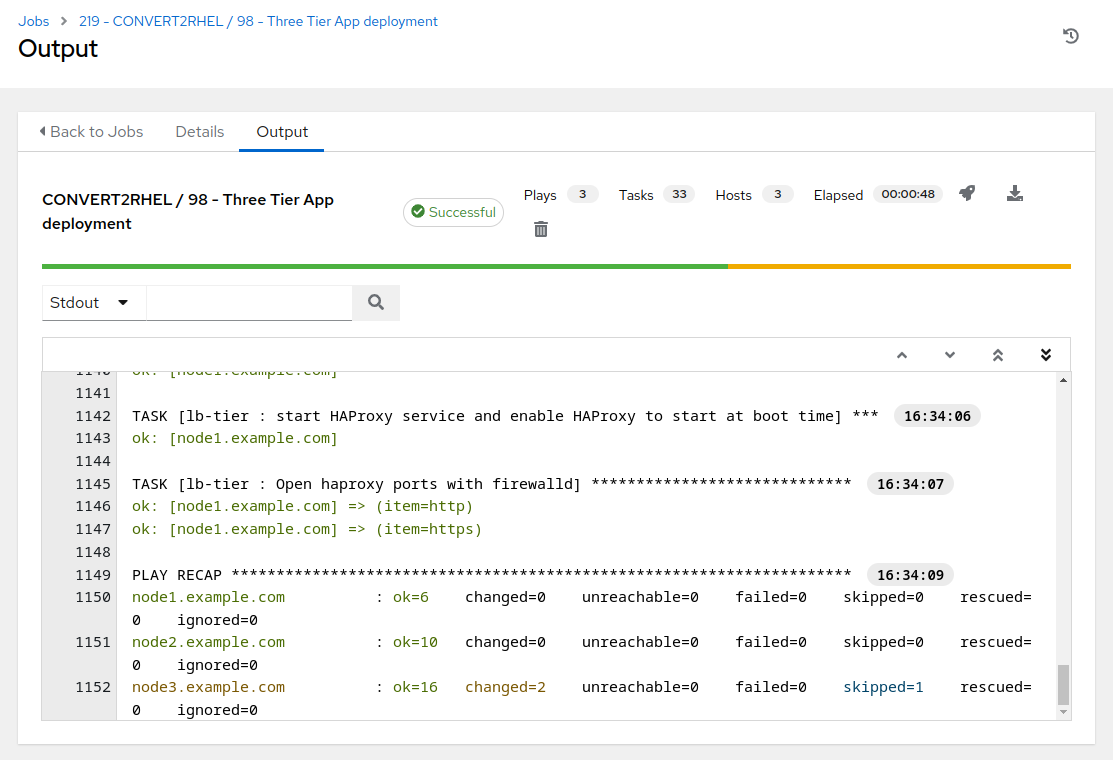 Jobs > 219 - CONVERT2RHEL / 98 - Three Tier App deployment
Output
Back to Jobs Details Output
CONVERT2RHEL / 98 - Three Tier App
deployment
Successful
Plays 3 Tasks 33 Hosts 3 Elapsed 00:00:48
Stdout
1140 ok: [node1.example.com]
1141
1142 TASK [lb-tier : start HAProxy service and enable HAProxy to start at boot time] *** 16:34:06
1143 ok: [node1.example.com]
1144
1145 TASK [lb-tier : Open haproxy ports with firewalld] ***************************** 16:34:07
1146 ok: [node1.example.com] => (item=http)
1147 ok: [node1.example.com] => (item=https)
1148
1149 PLAY RECAP ********************************************************************* 16:34:09
1150 node1.example.com : ok=6 changed=0 unreachable=0 failed=0 skipped=0 rescued=
0 ignored=0
1151 node2.example.com : ok=10 changed=0 unreachable=0 failed=0 skipped=0 rescued=
0 ignored=0
1152 node3.example.com : ok=16 changed=2 unreachable=0 failed=0 skipped=1 rescued=
0 ignored=0